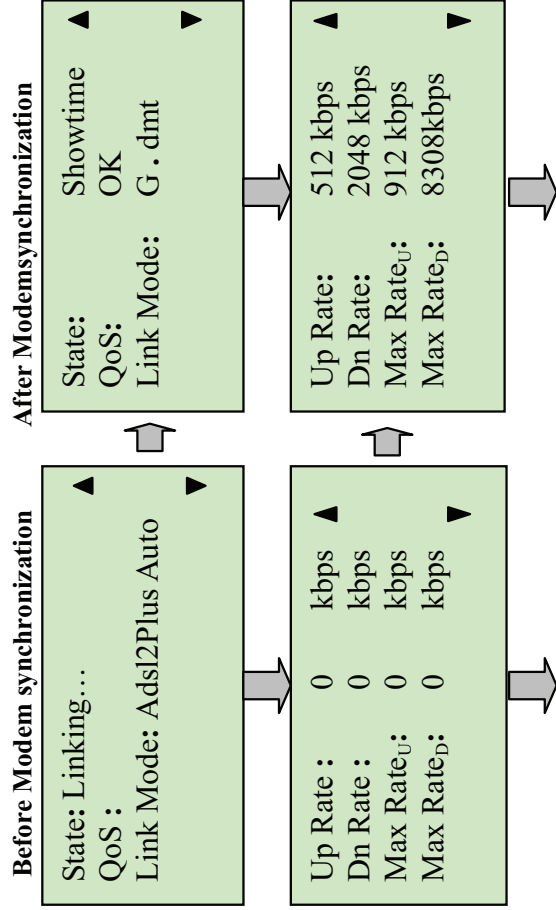 Before Modem synchronization
State: Linking...
QoS :
Link Mode: Adsl2Plus Auto
Up Rate : 0 kbps
Dn Rate : 0 kbps
Max RateU: 0 kbps
Max RateD: 0 kbps
After Modemsynchronization
State: Showtime
QoS: OK
Link Mode: G . dmt
Up Rate: 512 kbps
Dn Rate: 2048 kbps
Max RateU: 912 kbps
Max RateD: 8308kbps